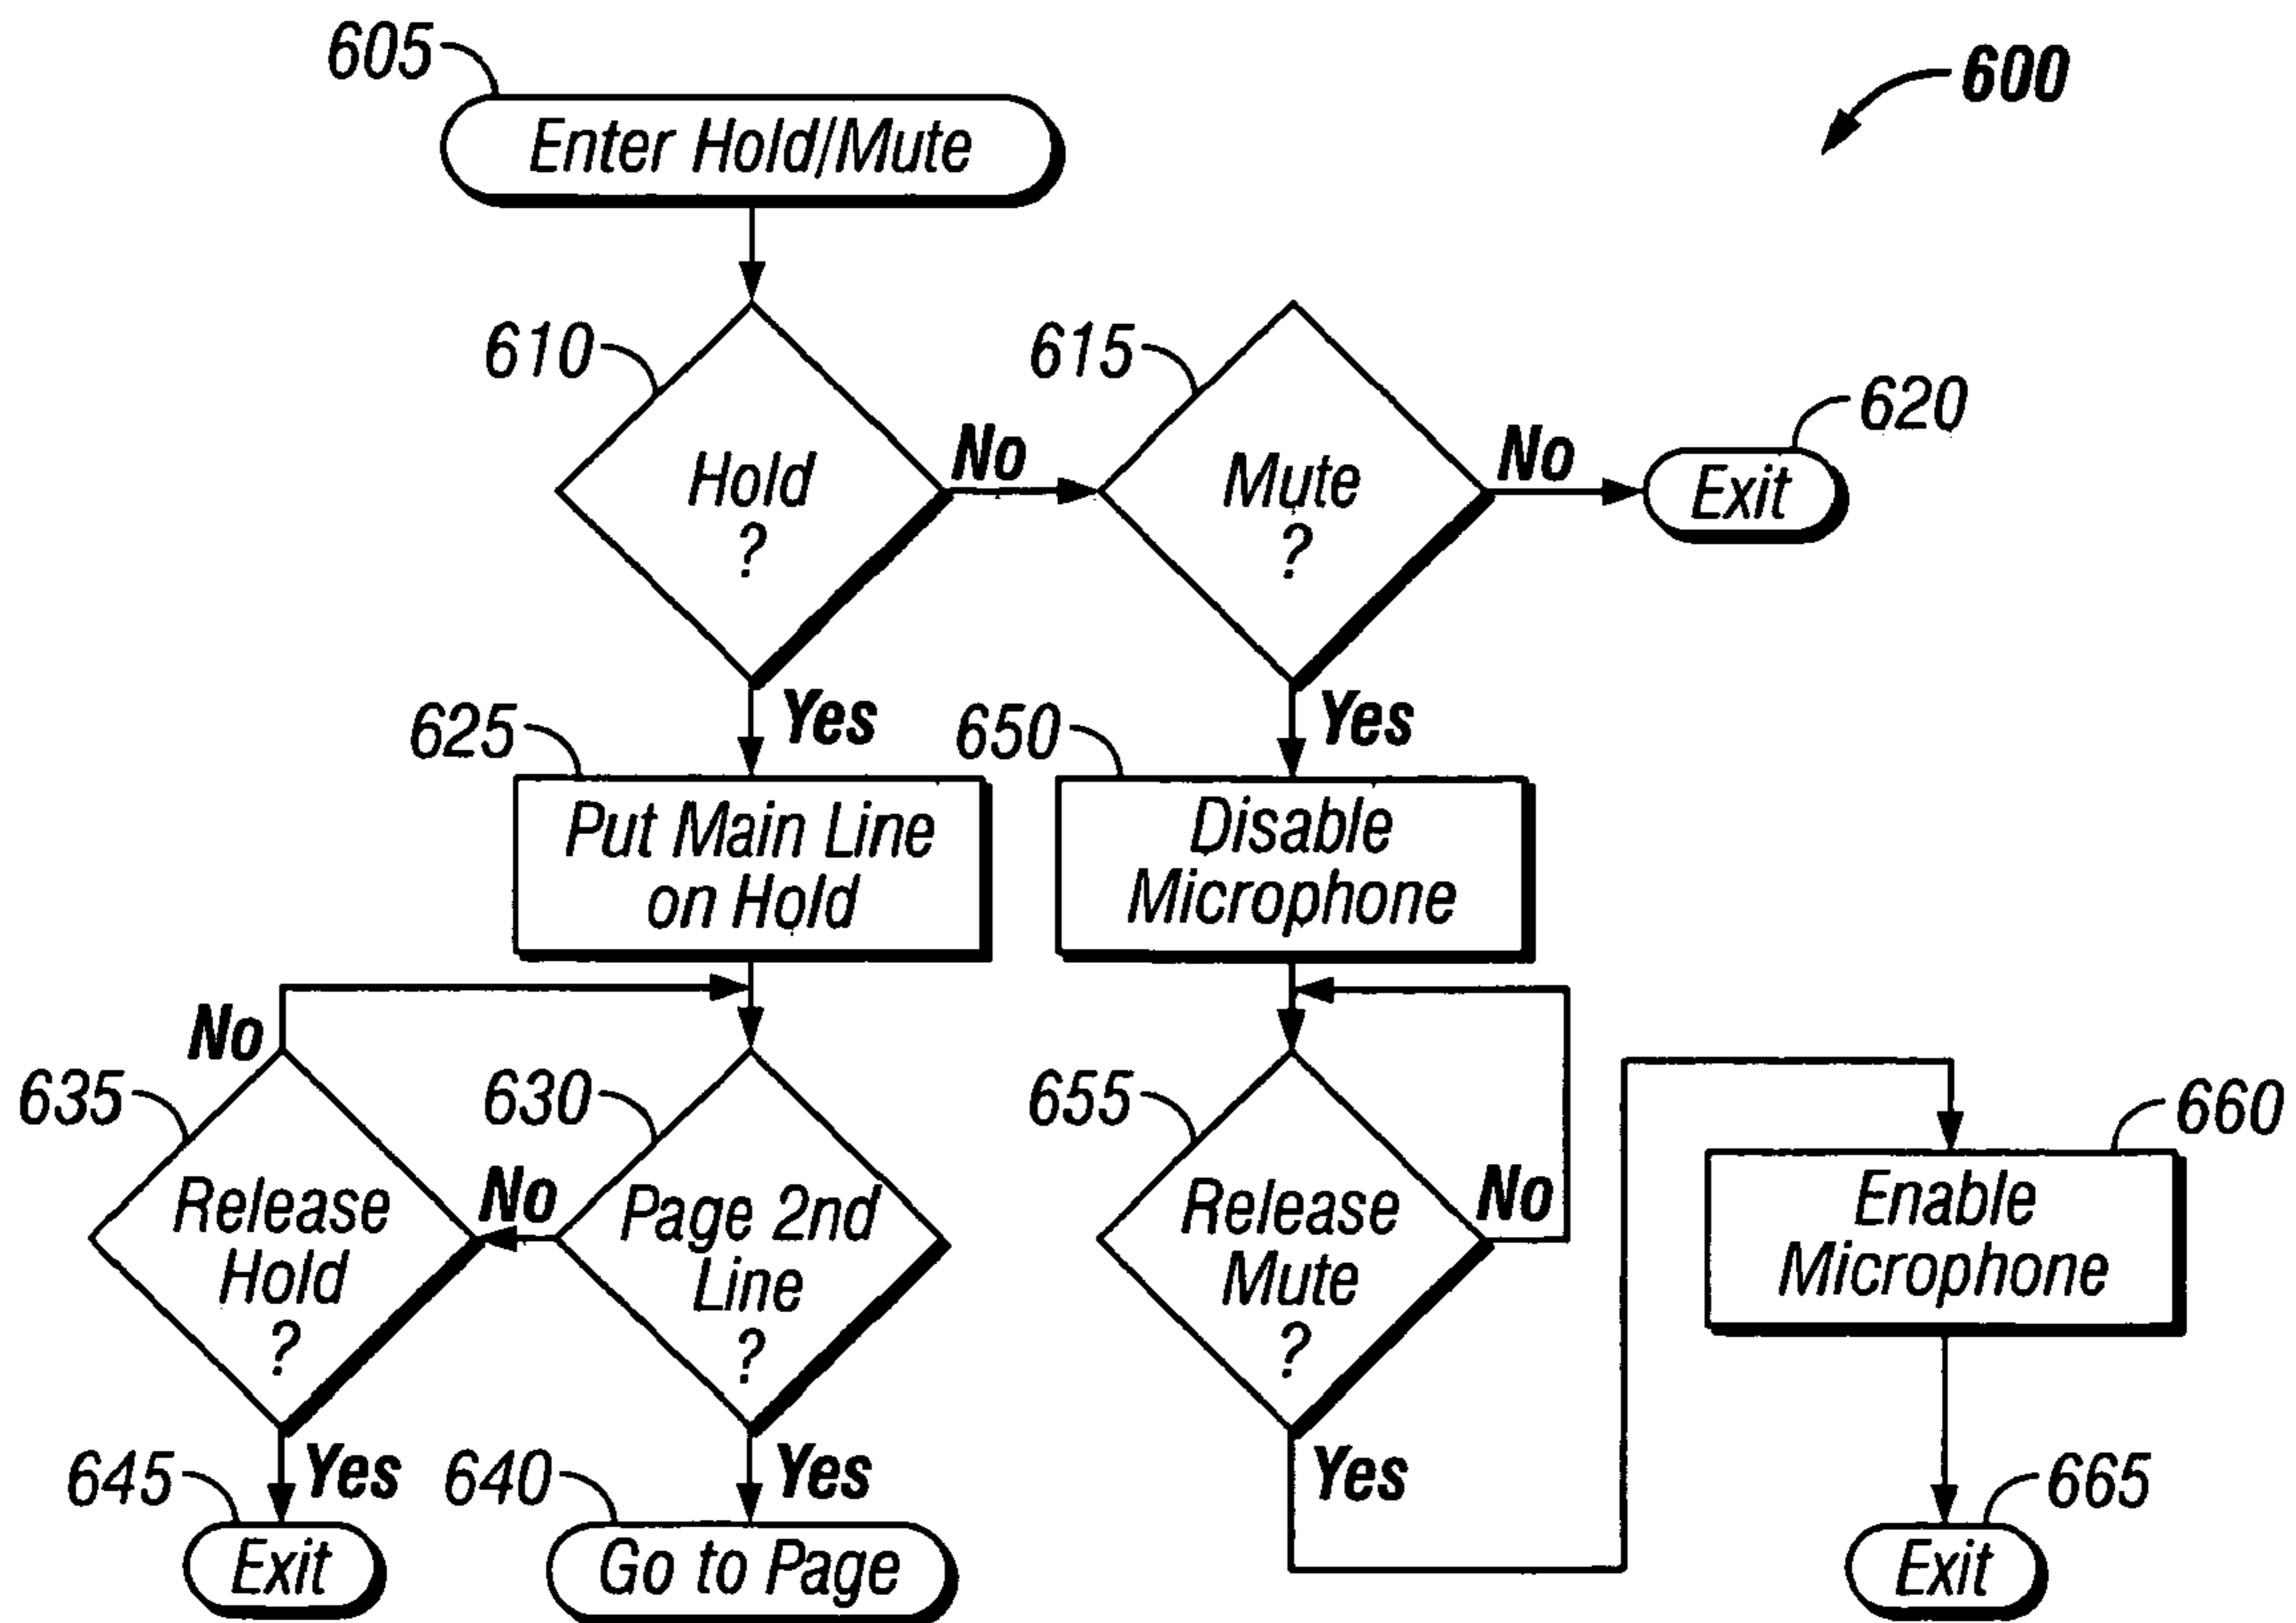 605
600
Enter Hold/Mute
610
615
620
Hold
?
No
Mute
?
No
Exit
Yes
Yes
625
650
Put Main Line
on Hold
Disable
Microphone
No
635
630
655
660
Release
Hold
?
No
Page 2nd
Line
?
Release
Mute
?
No
Enable
Microphone
Yes
Yes
Yes
645
640
665
Exit
Go to Page
Exit